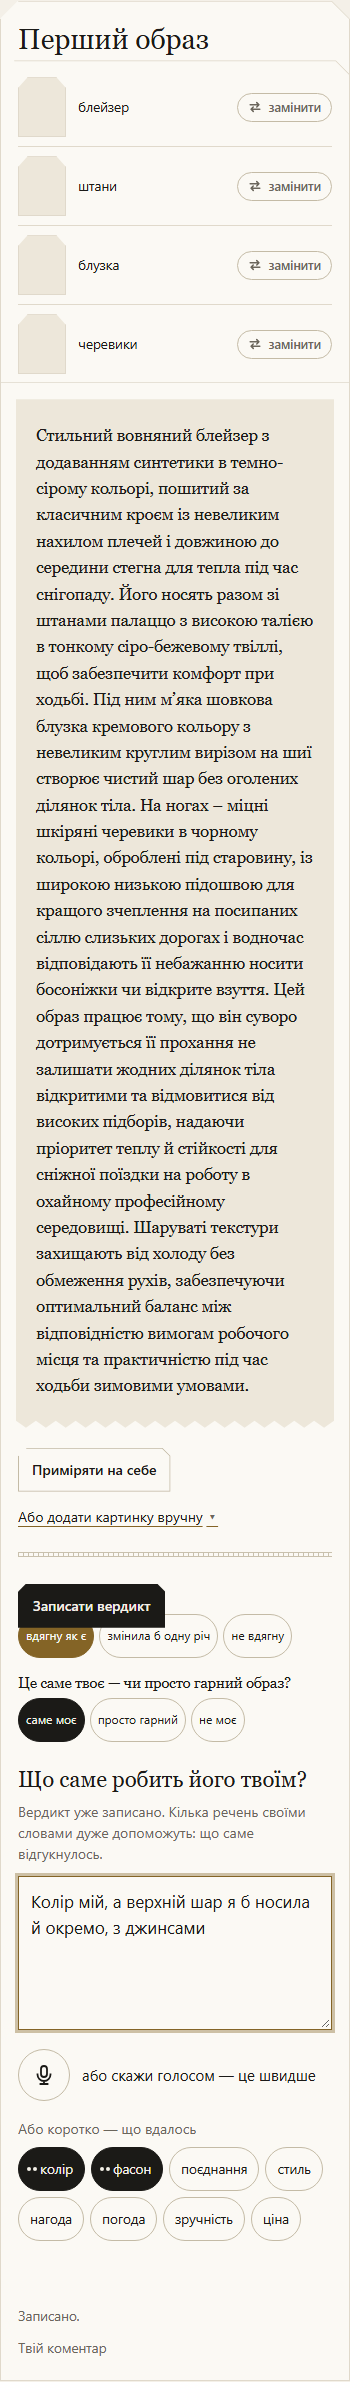 Перший образ
блейзер
замінити
штани
замінити
блузка
замінити
черевики
замінити
Стильний вовняний блейзер з
додаванням синтетики в темно-
сірому кольорі, пошитий за
класичним кроєм із невеликим
нахилом плечей і довжиною до
середини стегна для тепла під час
снігопаду. Його носять разом зі
штанами палаццо з високою талією
в тонкому сіро-бежевому твіллі,
щоб забезпечити комфорт при
ходьбі. Під ним м’яка шовкова
блузка кремового кольору з
невеликим круглим вирізом на шиї
створює чистий шар без оголених
ділянок тіла. На ногах – міцні
шкіряні черевики в чорному
кольорі, оброблені під старовину, із
широкою низькою підошвою для
кращого зчеплення на посипаних
сіллю слизьких дорогах і водночас
відповідають її небажанню носити
босоніжки чи відкрите взуття. Цей
образ працює тому, що він суворо
дотримується її прохання не
залишати жодних ділянок тіла
відкритими та відмовитися від
високих підборів, надаючи
пріоритет теплу й стійкості для
сніжної поїздки на роботу в
охайному професійному
середовищі. Шаруваті текстури
захищають від холоду без
обмеження рухів, забезпечуючи
оптимальний баланс між
відповідністю вимогам робочого
місця та практичністю під час
ходьби зимовими умовами.
Приміряти на себе
Або додати картинку вручну
Записати вердикт
вдягну як є
змінила б одну річ
не вдягну
Це саме твоє — чи просто гарний образ?
саме моє
просто гарний
не моє
Що саме робить його твоїм?
Вердикт уже записано. Кілька речень своїми
словами дуже допоможуть: що саме
відгукнулось.
Колір мій, а верхній шар я б носила
й окремо, з джинсами
або скажи голосом — це швидше
Або коротко — що вдалось
колір
фасон
поєднання
стиль
нагода
погода
зручність
ціна
Записано.
Твій коментар